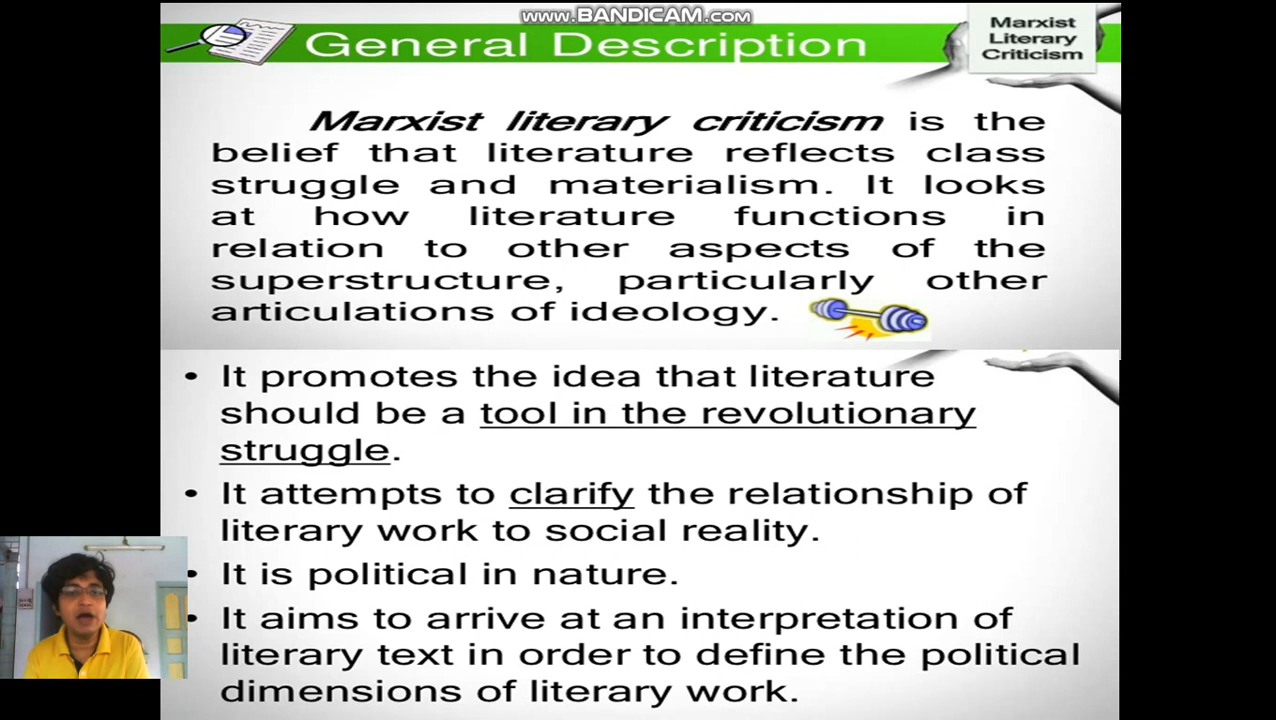 www.BANDICAM.com
General Description
Marxist
Literary
Criticism
Marxist literary criticism is the
belief that literature reflects class
struggle and materialism. It looks
at how literature functions in
relation to other aspects of the
superstructure, particularly other
articulations of ideology.
• It promotes the idea that literature
should be a tool in the revolutionary
struggle.
• It attempts to clarify the relationship of
literary work to social reality.
• It is political in nature.
• It aims to arrive at an interpretation of
literary text in order to define the political
dimensions of literary work.